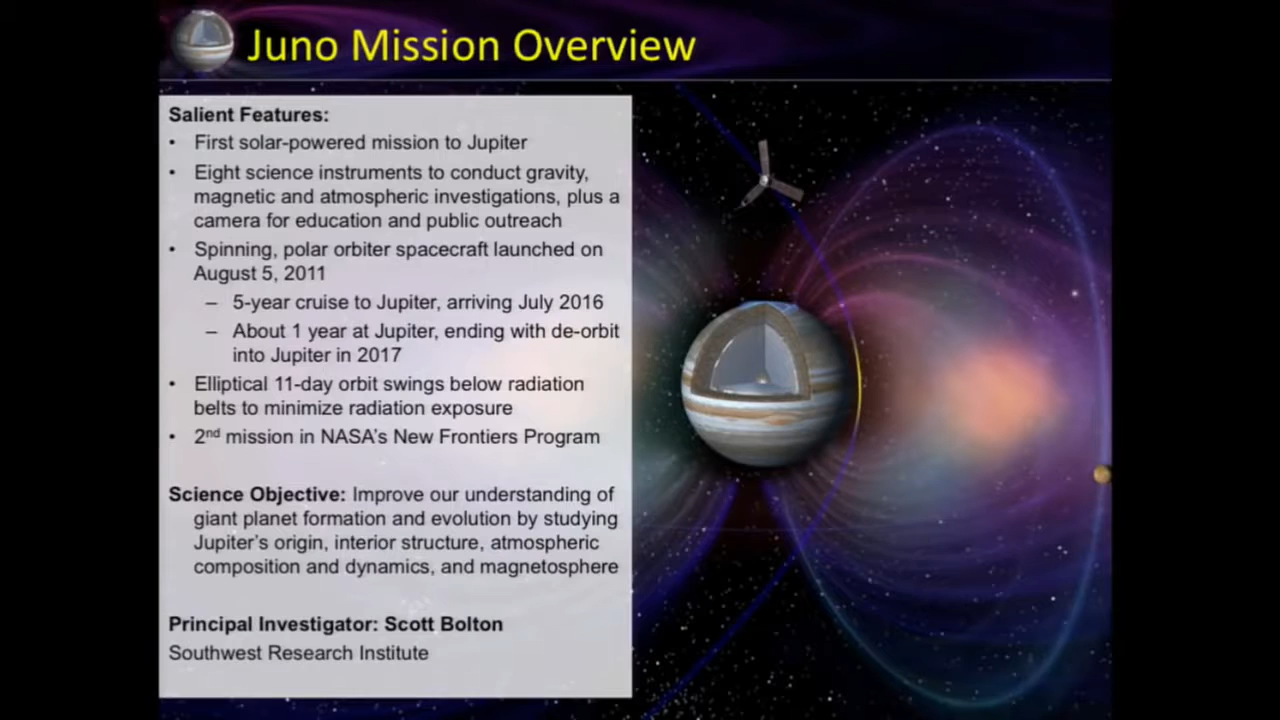 Juno Mission Overview
Salient Features:
• First solar-powered mission to Jupiter
• Eight science instruments to conduct gravity,
magnetic and atmospheric investigations, plus a
camera for education and public outreach
• Spinning, polar orbiter spacecraft launched on
August 5, 2011
– 5-year cruise to Jupiter, arriving July 2016
– About 1 year at Jupiter, ending with de-orbit
into Jupiter in 2017
• Elliptical 11-day orbit swings below radiation
belts to minimize radiation exposure
• 2nd mission in NASA's New Frontiers Program
Science Objective: Improve our understanding of
giant planet formation and evolution by studying
Jupiter's origin, interior structure, atmospheric
composition and dynamics, and magnetosphere
Principal Investigator: Scott Bolton
Southwest Research Institute